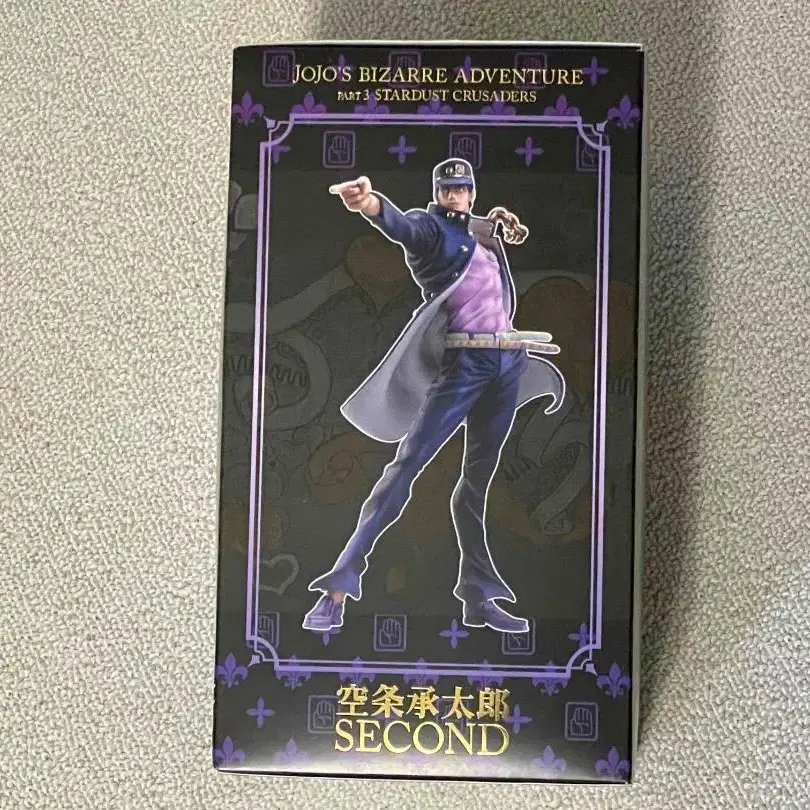 JOJO'S BIZARRE ADVENTURE
PART 3 STARDUST CRUSADERS
空条承太郎
SECOND